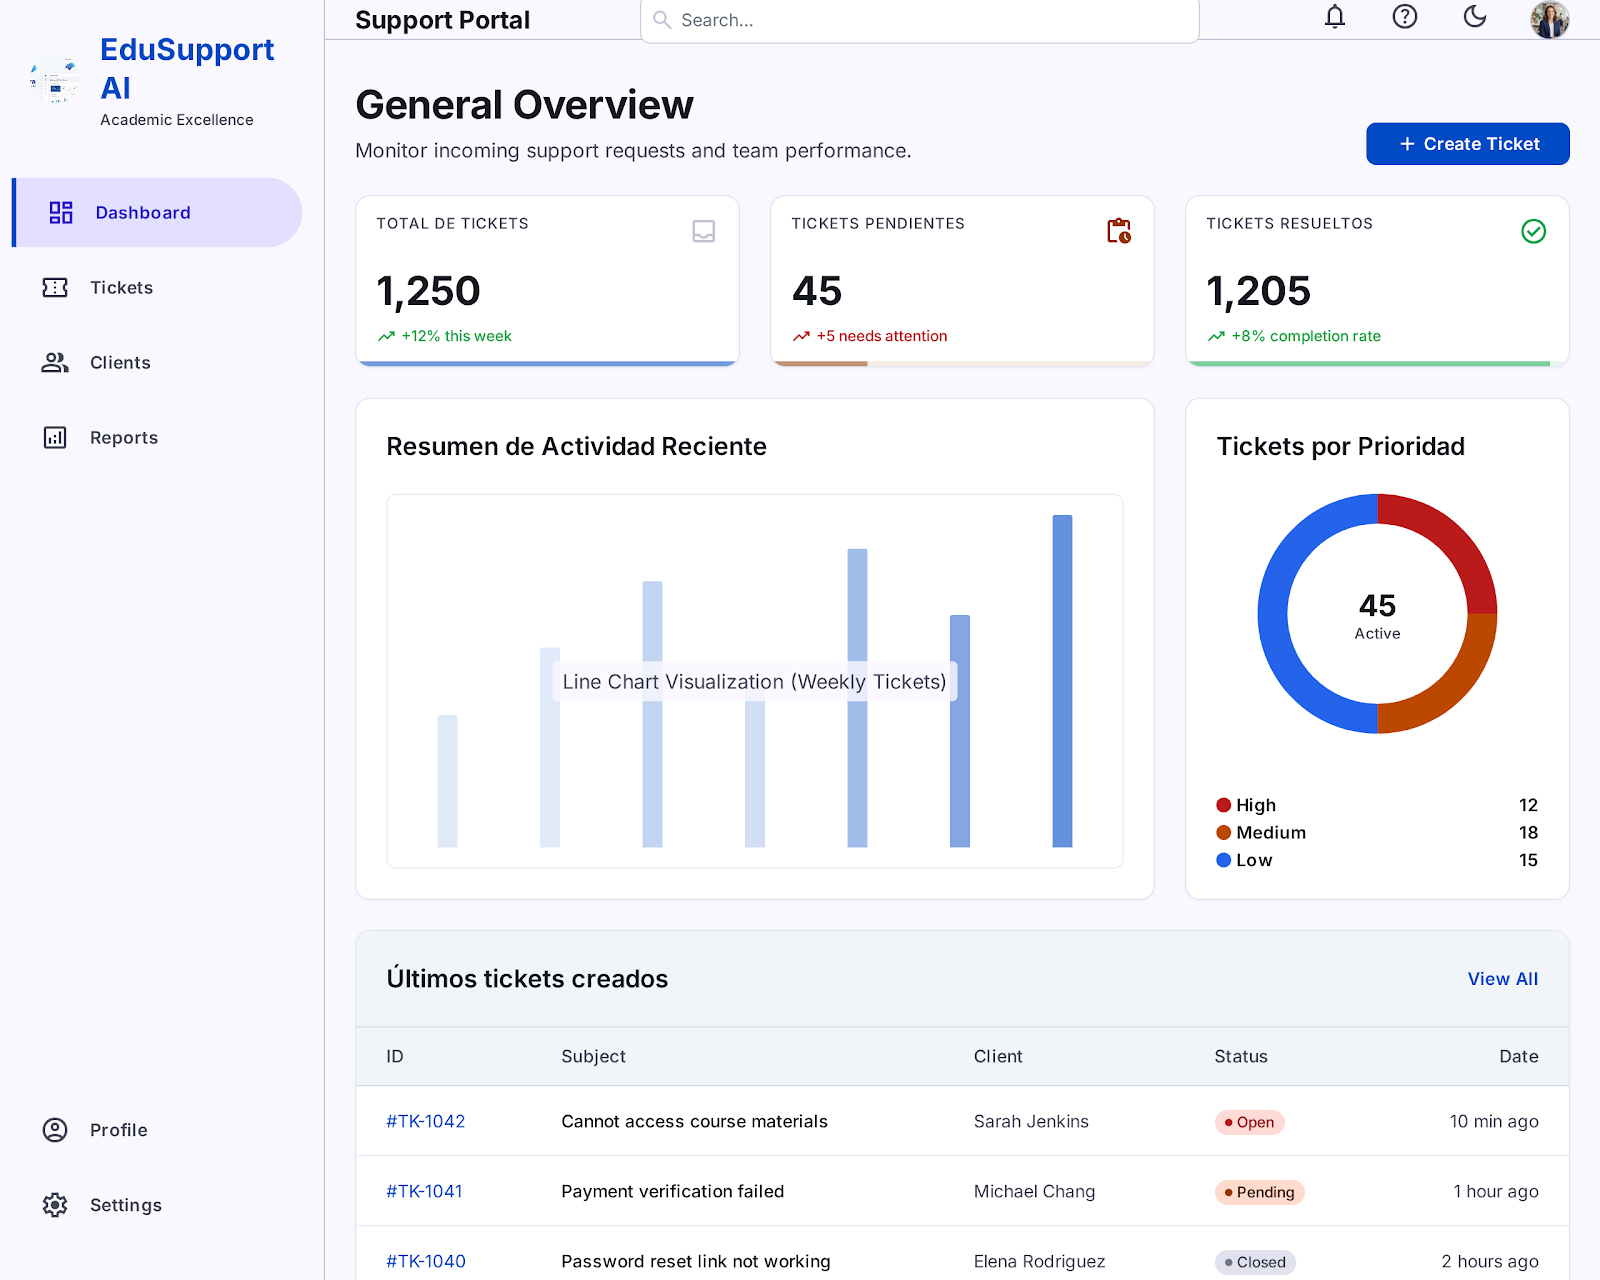 EduSupport
AI
Academic Excellence
Dashboard
Tickets
Clients
Reports
Profile
Settings
Support Portal
Search...
General Overview
Monitor incoming support requests and team performance.
+ Create Ticket
TOTAL DE TICKETS
1,250
+12% this week
TICKETS PENDIENTES
45
+5 needs attention
TICKETS RESUELTOS
1,205
+8% completion rate
Resumen de Actividad Reciente
Line Chart Visualization (Weekly Tickets)
Tickets por Prioridad
45
Active
High 12
Medium 18
Low 15
Últimos tickets creados
View All
ID Subject Client Status Date
#TK-1042 Cannot access course materials Sarah Jenkins Open 10 min ago
#TK-1041 Payment verification failed Michael Chang Pending 1 hour ago
#TK-1040 Password reset link not working Elena Rodriguez Closed 2 hours ago